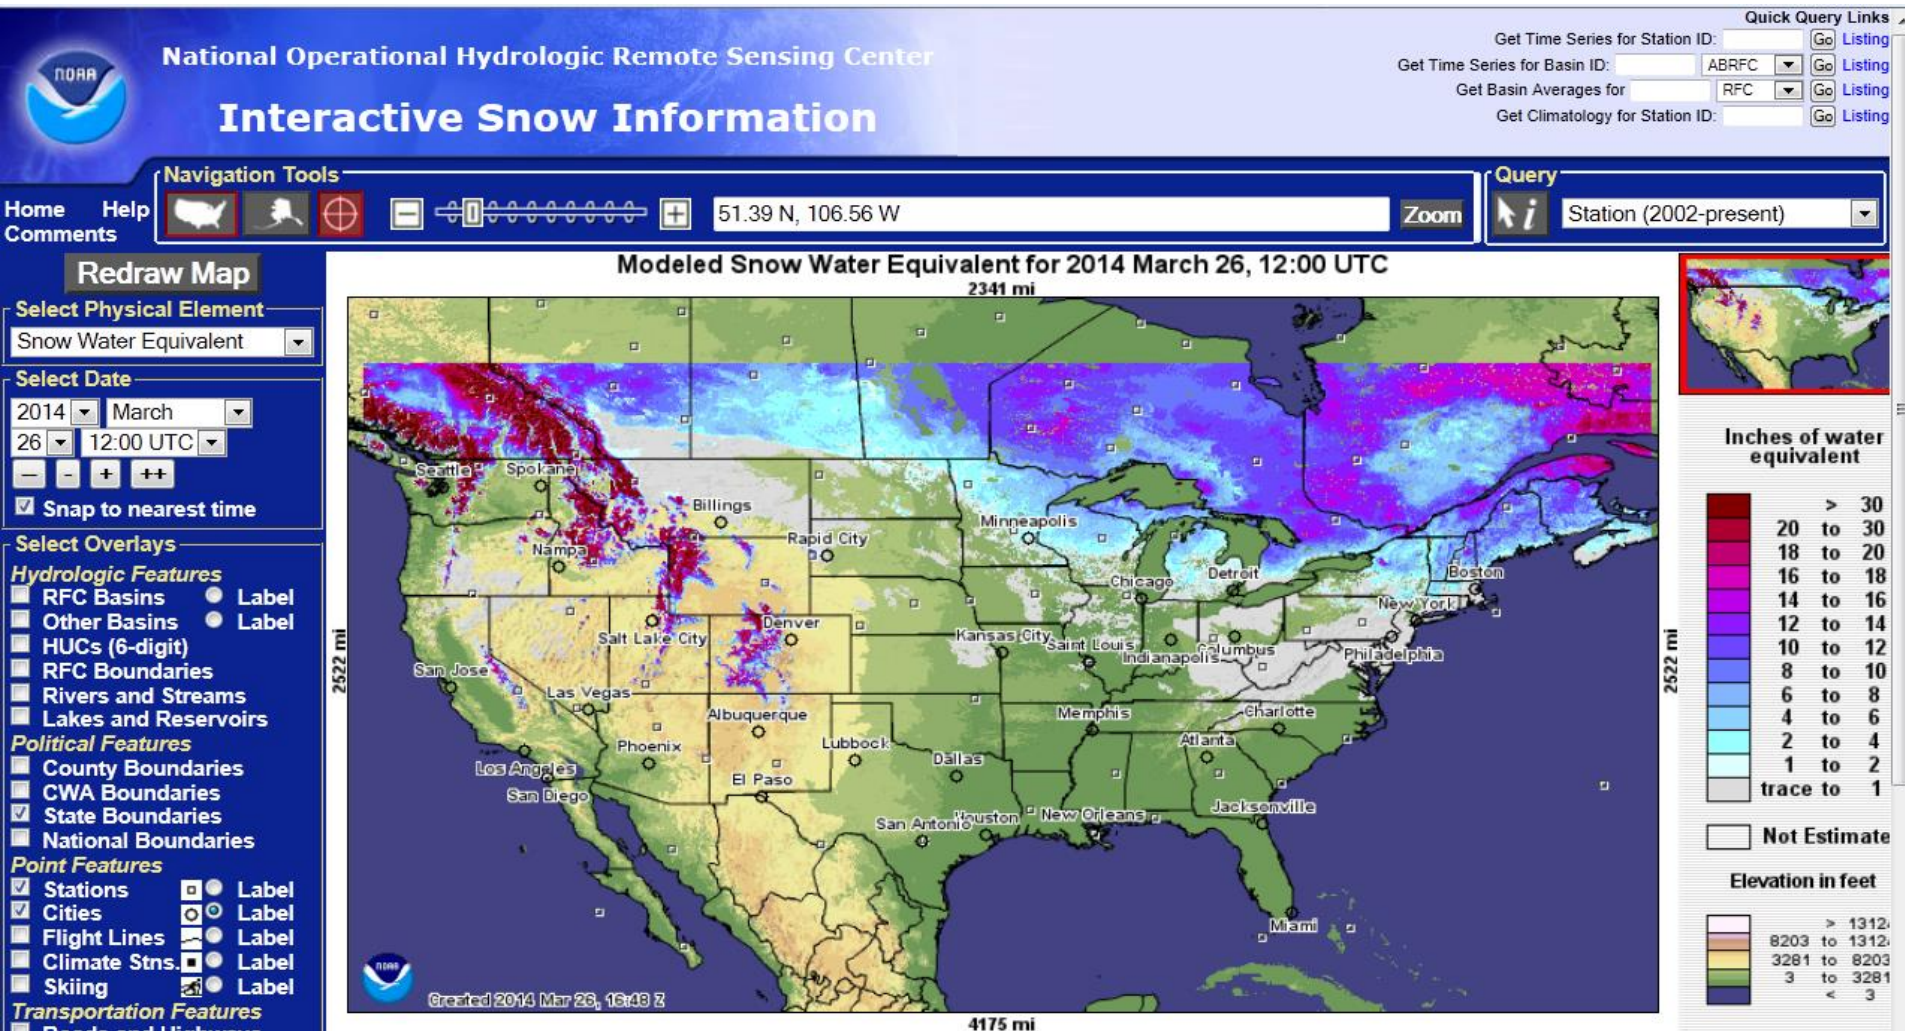 Quick Query Links
National Operational Hydrologic Remote Sensing Center
Interactive Snow Information
NOAA
Get Time Series for Station ID: Go Listing
Get Time Series for Basin ID: ABRFC Go Listing
Get Basin Averages for RFC Go Listing
Get Climatology for Station ID: Go Listing
Home Help
Comments
Navigation Tools
51.39 N, 106.56 W
Zoom
Query
i
Station (2002-present)
Redraw Map
Select Physical Element
Snow Water Equivalent
Select Date
2014 March
26 12:00 UTC
-- - + ++
Snap to nearest time
Select Overlays
Hydrologic Features
RFC Basins Label
Other Basins Label
HUCs (6-digit)
RFC Boundaries
Rivers and Streams
Lakes and Reservoirs
Political Features
County Boundaries
CWA Boundaries
State Boundaries
National Boundaries
Point Features
Stations Label
Cities Label
Flight Lines Label
Climate Stns. Label
Skiing Label
Transportation Features
Roads and Highways
Modeled Snow Water Equivalent for 2014 March 26, 12:00 UTC
2341 mi
2522 mi
Seattle
Spokane
Billings
Minneapolis
Rapid City
Nampa
Chicago
Detroit
Boston
New York
Salt Lake City
Denver
Kansas City
Saint Louis
Indianapolis
Columbus
Philadelphia
San Jose
Las Vegas
Albuquerque
Memphis
Charlotte
Phoenix
Lubbock
Dallas
Atlanta
Los Angeles
El Paso
San Diego
San Antonio
Houston
New Orleans
Jacksonville
Miami
NOAA
Created 2014 Mar 26, 16:48 Z
4175 mi
2522 mi
Inches of water
equivalent
> 30
20 to 30
18 to 20
16 to 18
14 to 16
12 to 14
10 to 12
8 to 10
6 to 8
4 to 6
2 to 4
1 to 2
trace to 1
Not Estimate
Elevation in feet
> 1312
8203 to 1312
3281 to 8203
3 to 3281
< 3